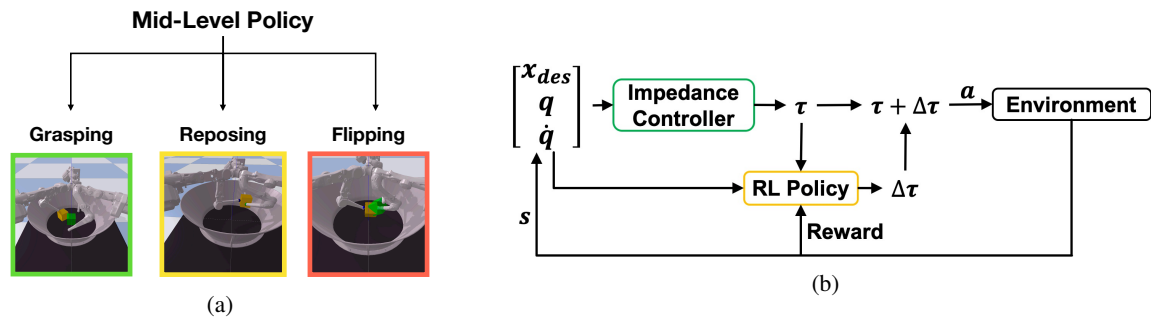 Mid-Level Policy
Grasping
Reposing
Flipping
(a)
x_des
q
q̇
Impedance
Controller
τ
τ + Δτ
a
Environment
RL Policy
Δτ
s
Reward
(b)